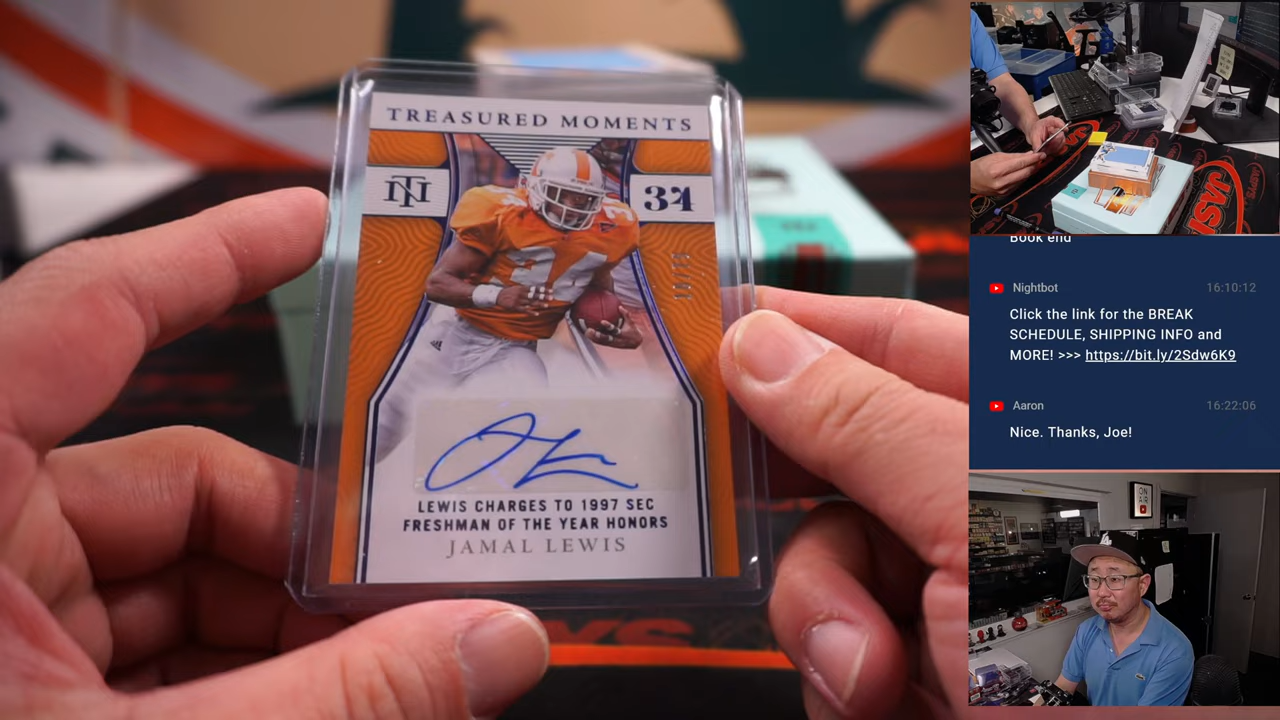 TREASURED MOMENTS
34
LEWIS CHARGES TO 1997 SEC
FRESHMAN OF THE YEAR HONORS
JAMAL LEWIS
Book end
Nightbot 16:10:12
Click the link for the BREAK
SCHEDULE, SHIPPING INFO and
MORE! >>> https://bit.ly/2Sdw6K9
Aaron 16:22:06
Nice. Thanks, Joe!
ON
AIR